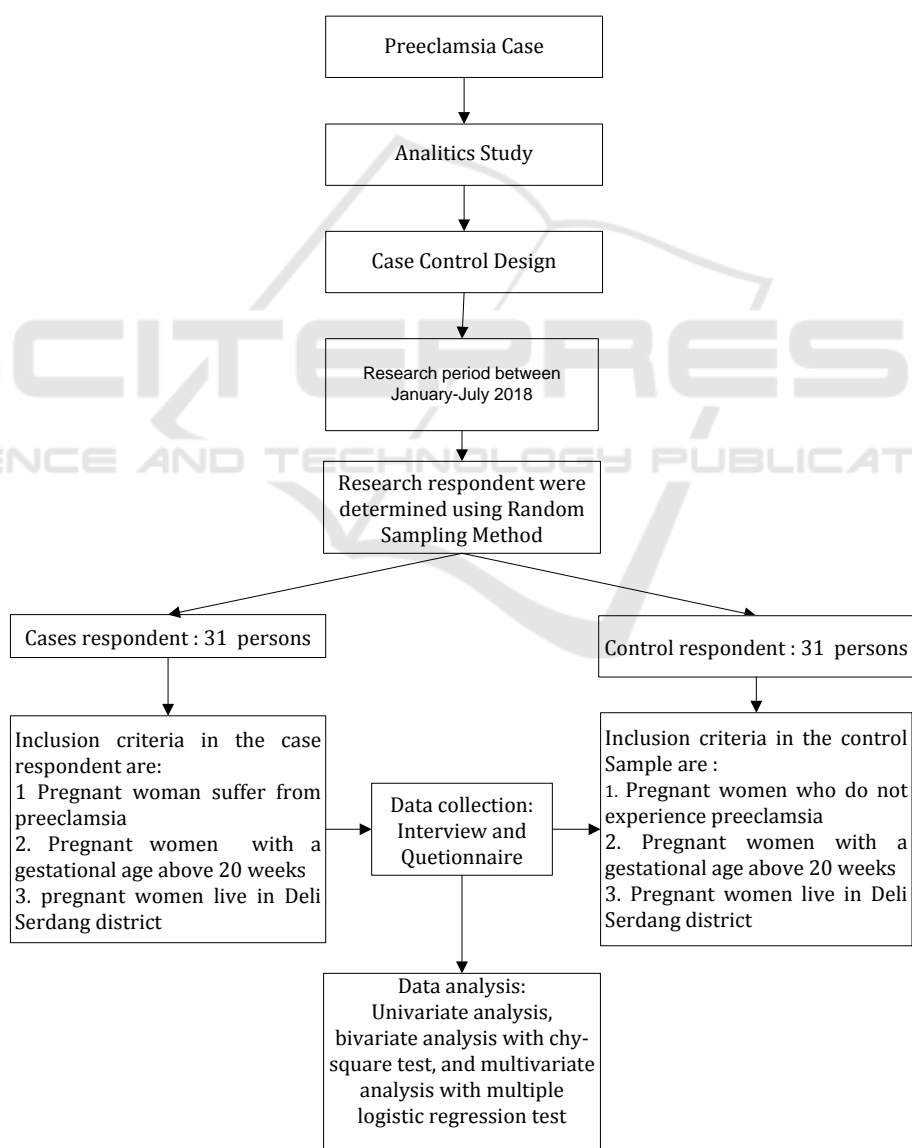 Preeclamsia Case
Analitics Study
Case Control Design
Research period between
January-July 2018
Research respondent were
determined using Random
Sampling Method
Cases respondent : 31 persons
Control respondent : 31 persons
Inclusion criteria in the case
respondent are:
1 Pregnant woman suffer from
preeclamsia
2. Pregnant women with a
gestational age above 20 weeks
3. pregnant women live in Deli
Serdang district
Data collection:
Interview and
Quetionnaire
Inclusion criteria in the control
Sample are :
1. Pregnant women who do not
experience preeclamsia
2. Pregnant women with a
gestational age above 20 weeks
3. Pregnant women live in Deli
Serdang district
Data analysis:
Univariate analysis,
bivariate analysis with chy-
square test, and multivariate
analysis with multiple
logistic regression test
CITEPRES
ENCE AND TECHNOLOGY PUBLICAT